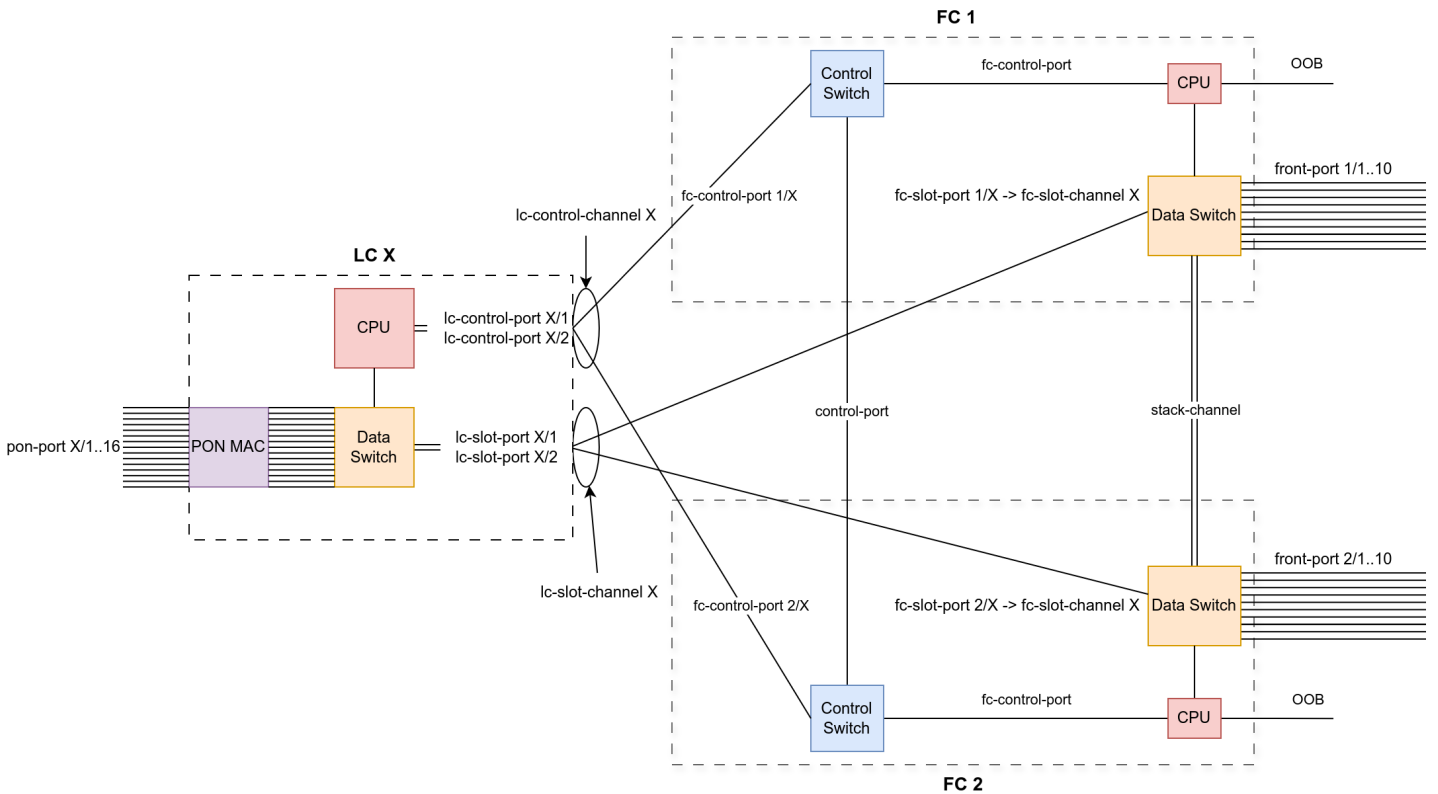 FC 1
Control
Switch
fc-control-port
CPU
OOB
front-port 1/1..10
fc-control-port 1/X
fc-slot-port 1/X -> fc-slot-channel X
Data Switch
lc-control-channel X
LC X
CPU
lc-control-port X/1
lc-control-port X/2
control-port
stack-channel
pon-port X/1..16
PON MAC
Data
Switch
lc-slot-port X/1
lc-slot-port X/2
lc-slot-channel X
front-port 2/1..10
fc-control-port 2/X
fc-slot-port 2/X -> fc-slot-channel X
Data Switch
Control
Switch
fc-control-port
CPU
OOB
FC 2